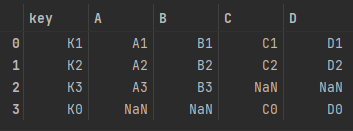 key A B C D
0 K1 A1 B1 C1 D1
1 K2 A2 B2 C2 D2
2 K3 A3 B3 NaN NaN
3 K0 NaN NaN C0 D0